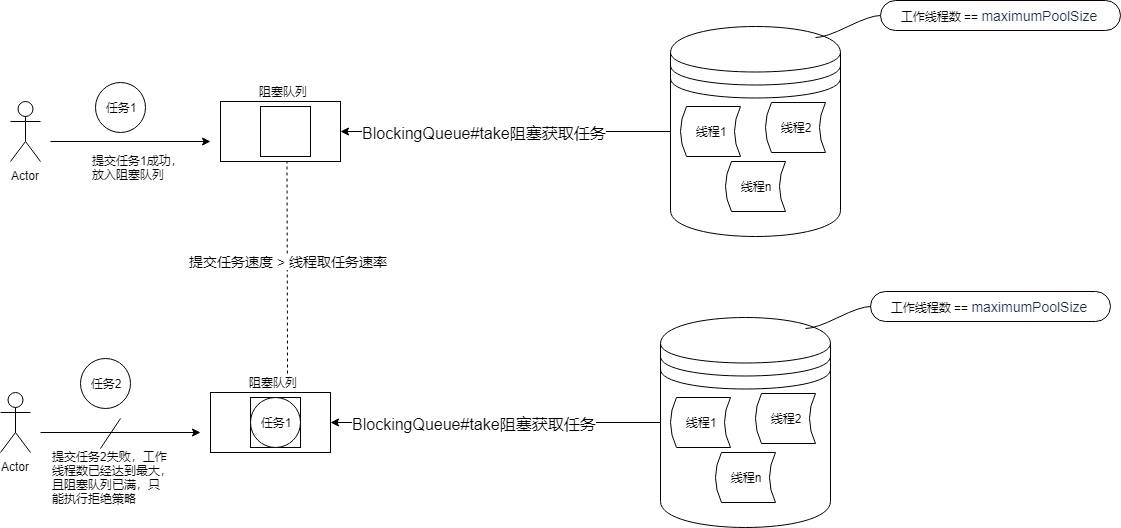 工作线程数 == maximumPoolSize
任务1
阻塞队列
线程1
线程2
BlockingQueue#take阻塞获取任务
提交任务1成功，
放入阻塞队列
Actor
线程n
提交任务速度 > 线程取任务速率
工作线程数 == maximumPoolSize
任务2
阻塞队列
任务1
BlockingQueue#take阻塞获取任务
线程1
线程2
提交任务2失败，工作
线程数已经达到最大，
且阻塞队列已满，只
能执行拒绝策略
Actor
线程n